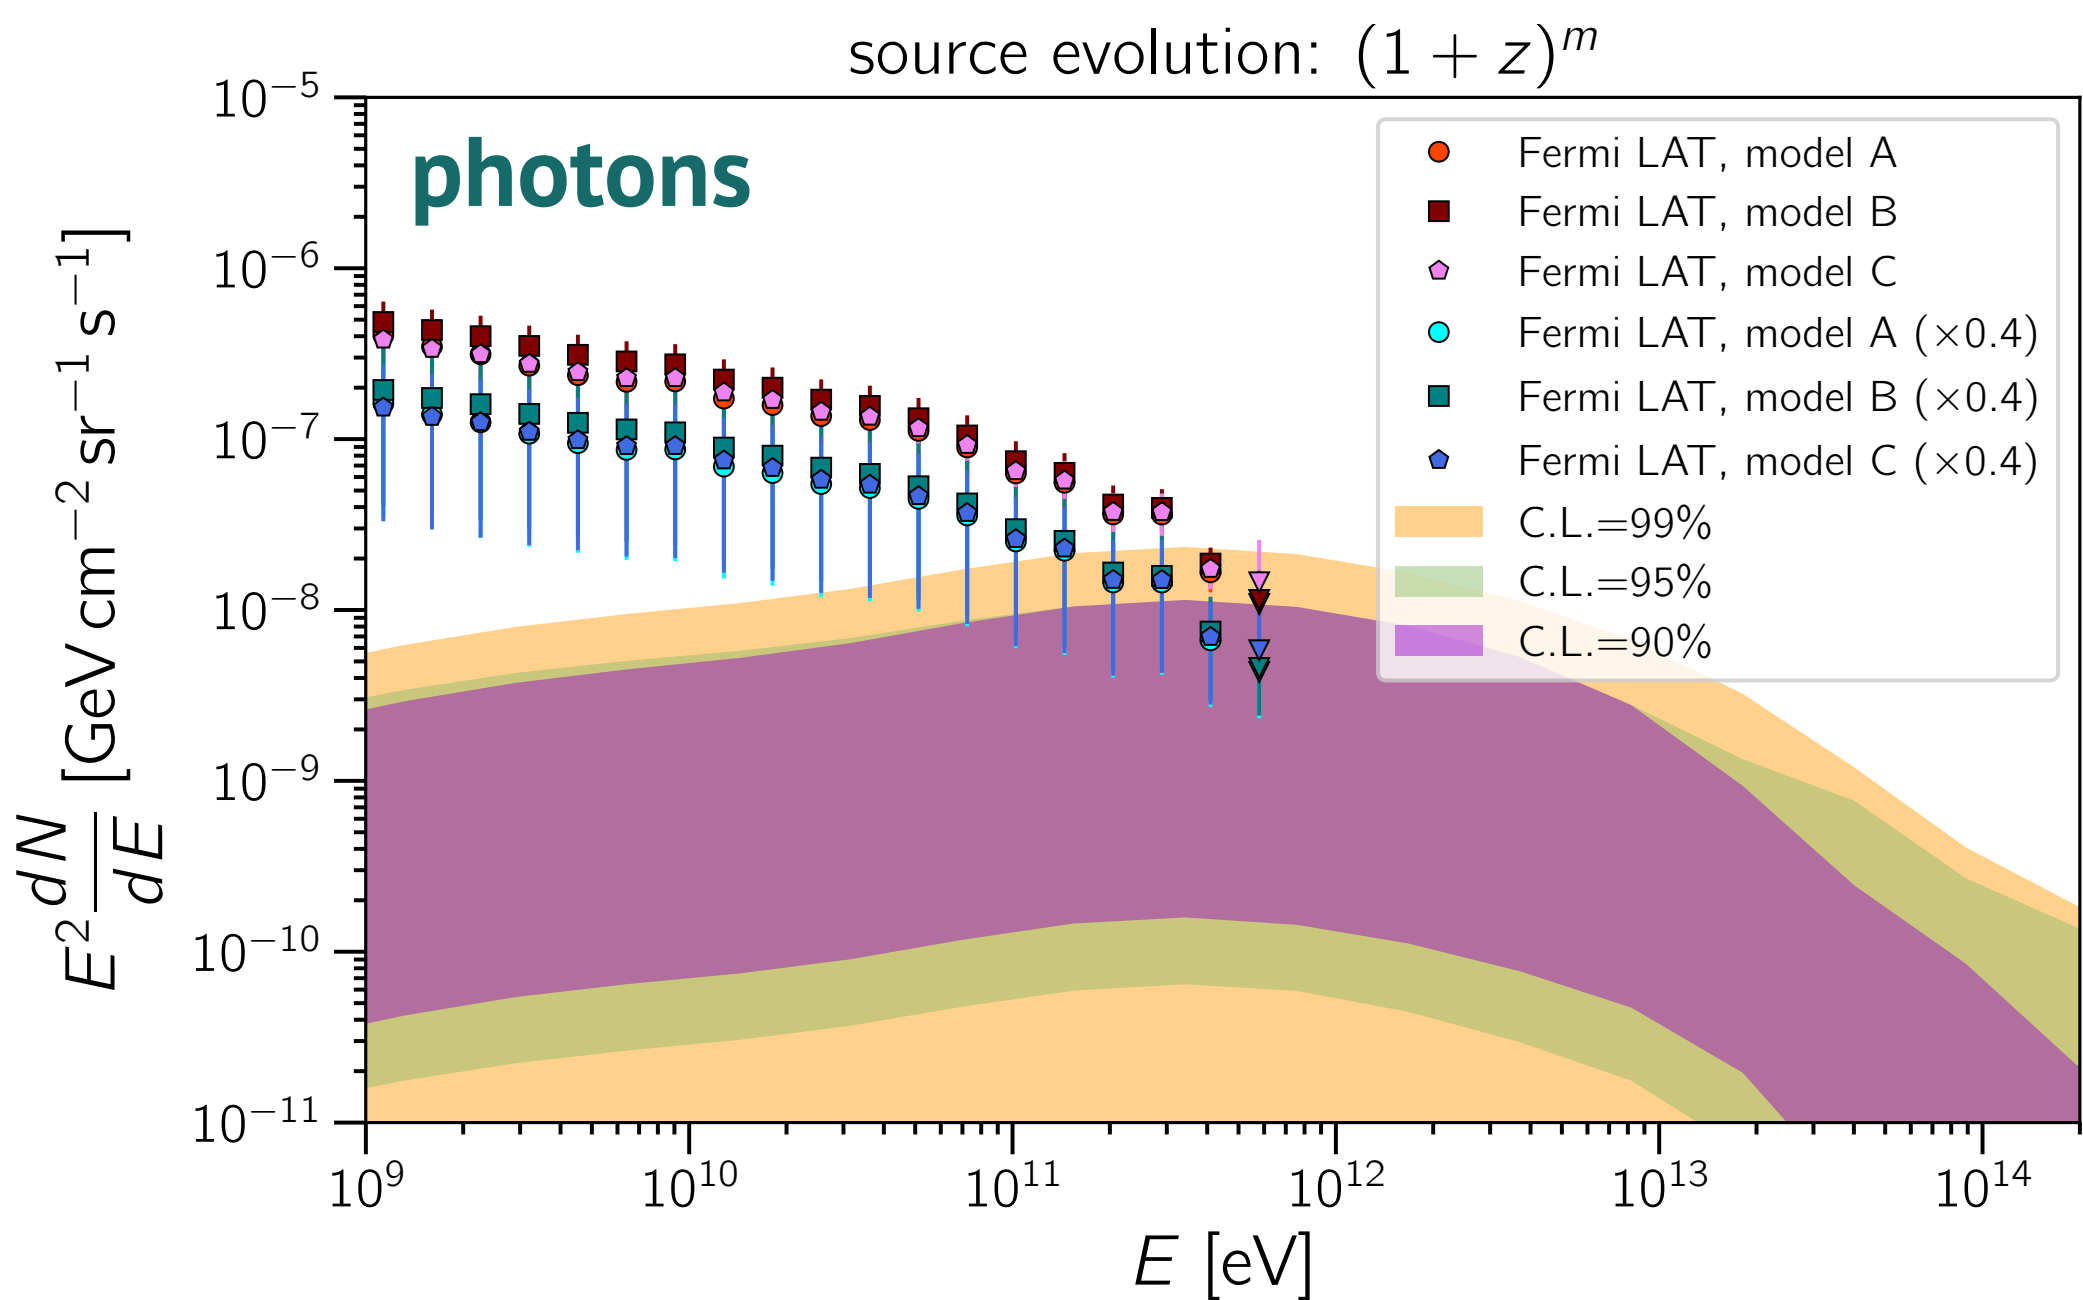 source evolution: (1 + z)^m
photons
Fermi LAT, model A
Fermi LAT, model B
Fermi LAT, model C
Fermi LAT, model A (×0.4)
Fermi LAT, model B (×0.4)
Fermi LAT, model C (×0.4)
C.L.=99%
C.L.=95%
C.L.=90%
10^−5
10^−6
10^−7
10^−8
10^−9
10^−10
10^−11
E^2 dN/dE [GeV cm^−2 sr^−1 s^−1]
10^9 10^10 10^11 10^12 10^13 10^14
E [eV]